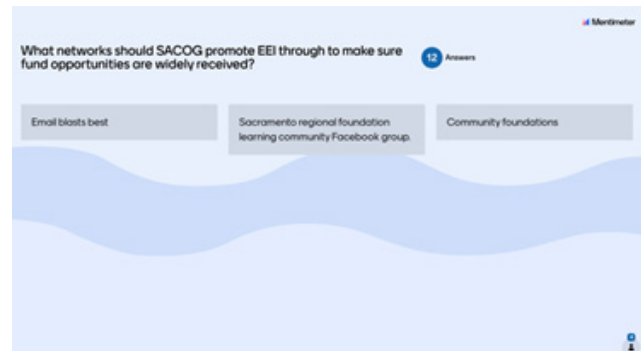 Mentimeter
What networks should SACOG promote EEI through to make sure
fund opportunities are widely received?
12 Answers
Email blasts best
Sacramento regional foundation
learning community Facebook group.
Community foundations